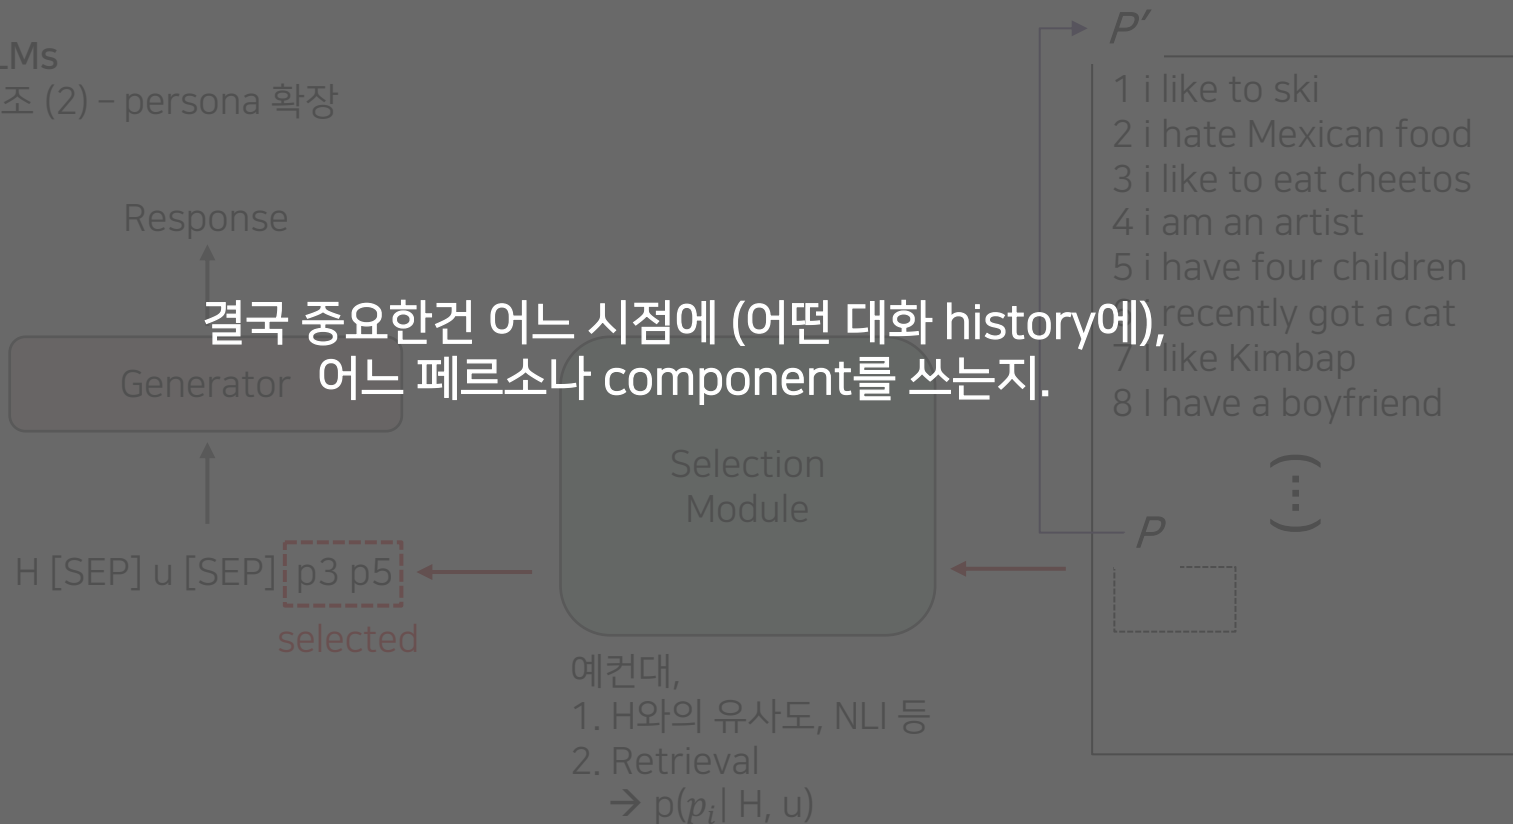 LMs
조 (2) – persona 확장
Response
Generator
H [SEP] u [SEP] p3 p5
selected
결국 중요한건 어느 시점에 (어떤 대화 history에),
어느 페르소나 component를 쓰는지.
Selection
Module
예컨대,
1. H와의 유사도, NLI 등
2. Retrieval
→ p(pᵢ| H, u)
P′
1 i like to ski
2 i hate Mexican food
3 i like to eat cheetos
4 i am an artist
5 i have four children
recently got a cat
7 I like Kimbap
8 I have a boyfriend
(⋮)
P